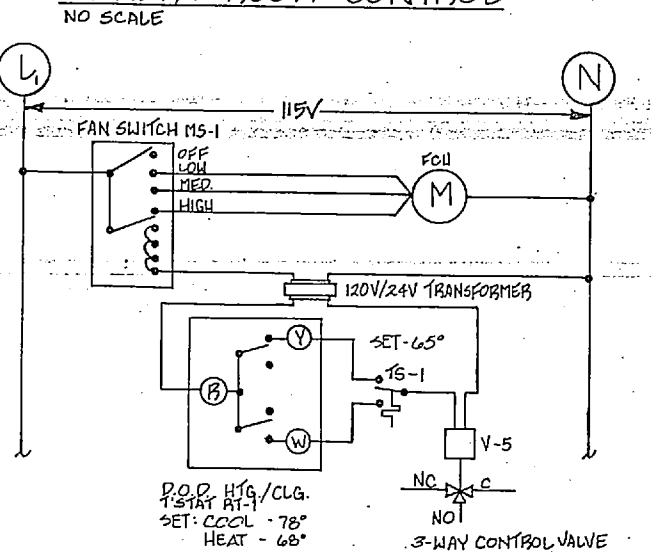 NO SCALE
L1
N
115V
FAN SWITCH MS-1
OFF
LOW
MED.
HIGH
FCU
M
120V/24V TRANSFORMER
Y
SET-65°
TS-1
R
W
V-5
NC
C
NO
D.O.D. HTG./CLG.
T'STAT RT-1
SET: COOL - 78°
HEAT - 68°
3-WAY CONTROL VALVE